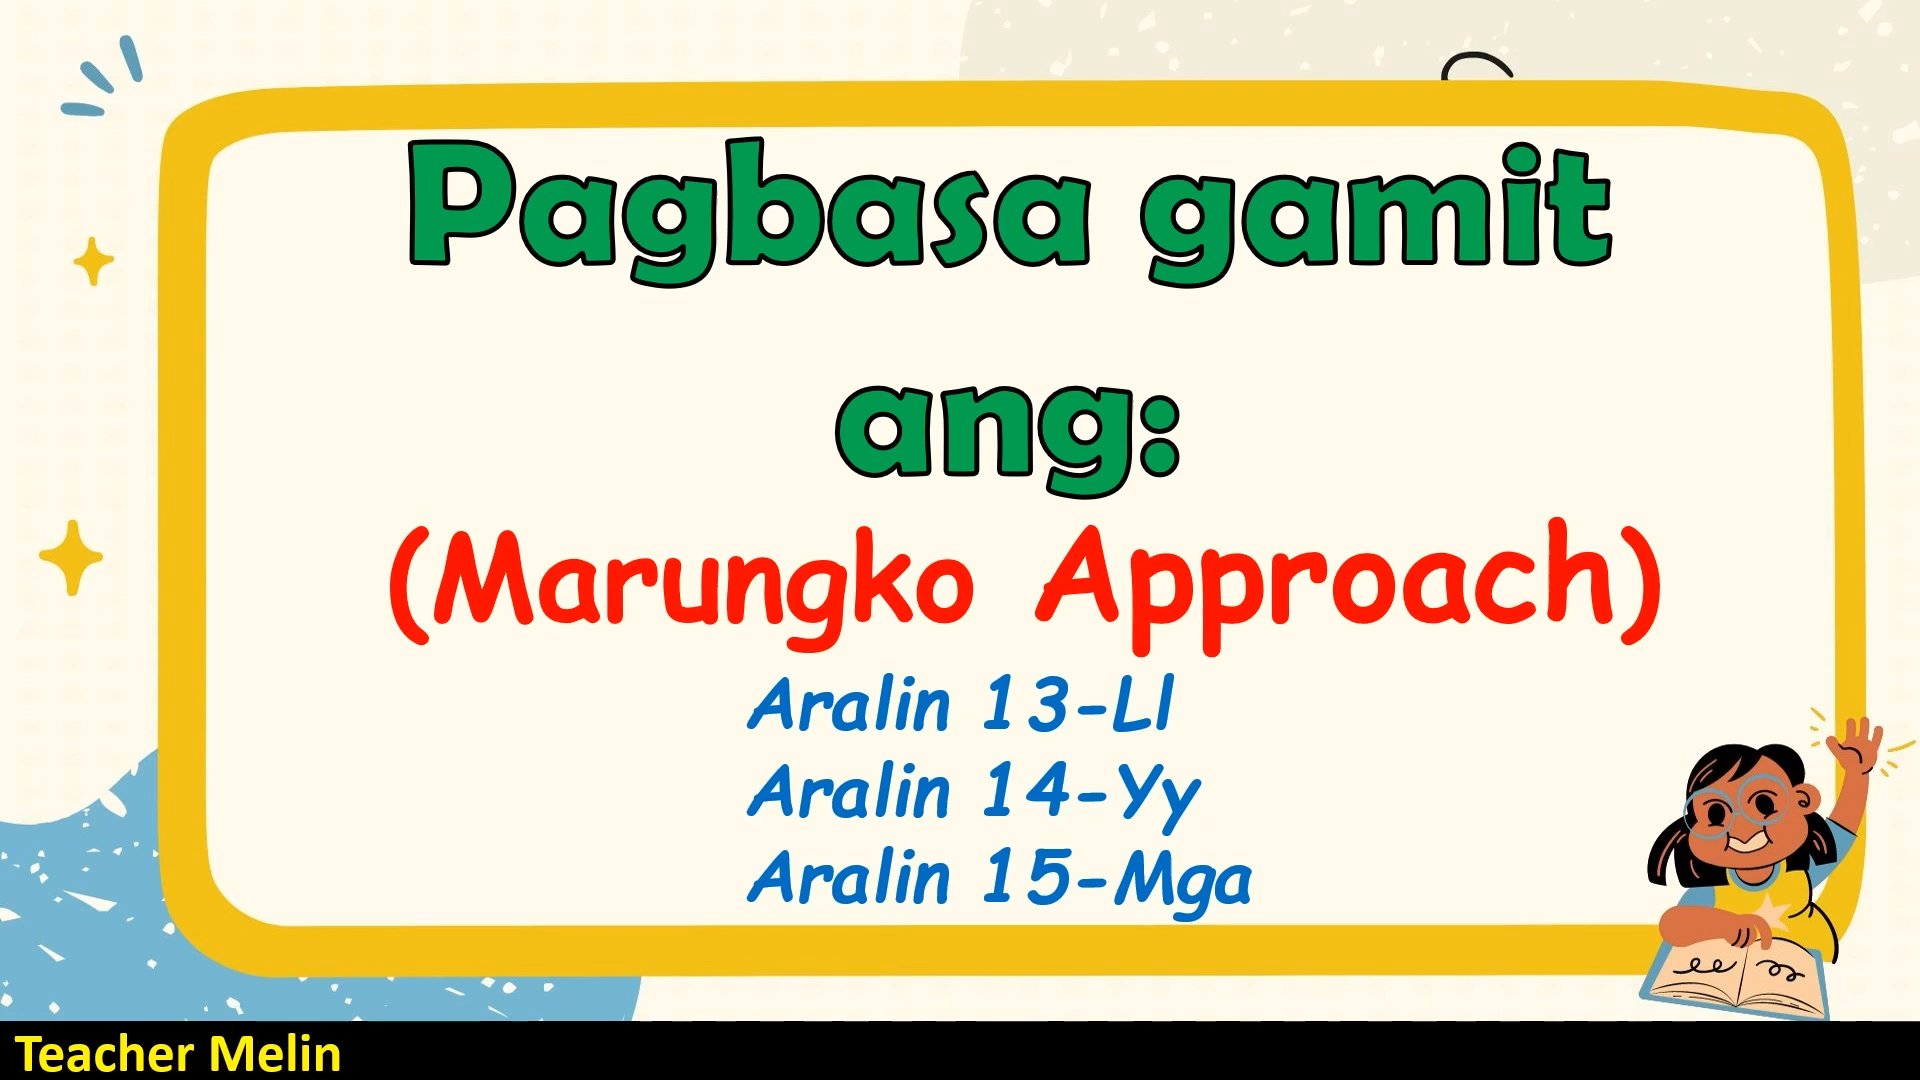 Pagbasa gamit
ang:
(Marungko Approach)
Aralin 13-Ll
Aralin 14-Yy
Aralin 15-Mga
Teacher Melin